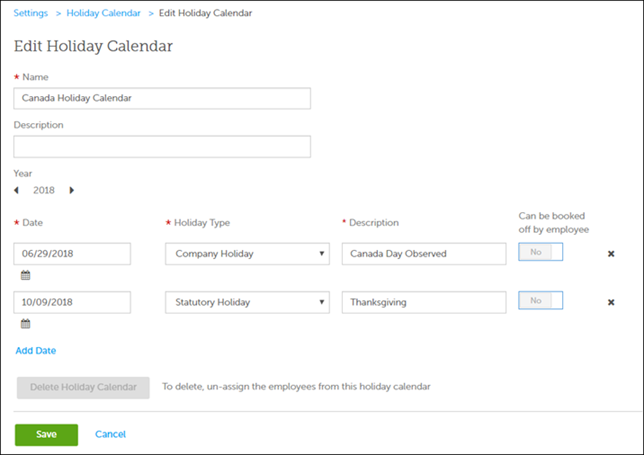 Settings > Holiday Calendar > Edit Holiday Calendar
Edit Holiday Calendar
* Name
Canada Holiday Calendar
Description
Year
2018
* Date * Holiday Type * Description Can be booked off by employee
06/29/2018 Company Holiday Canada Day Observed No
10/09/2018 Statutory Holiday Thanksgiving No
Add Date
Delete Holiday Calendar To delete, un-assign the employees from this holiday calendar
Save Cancel